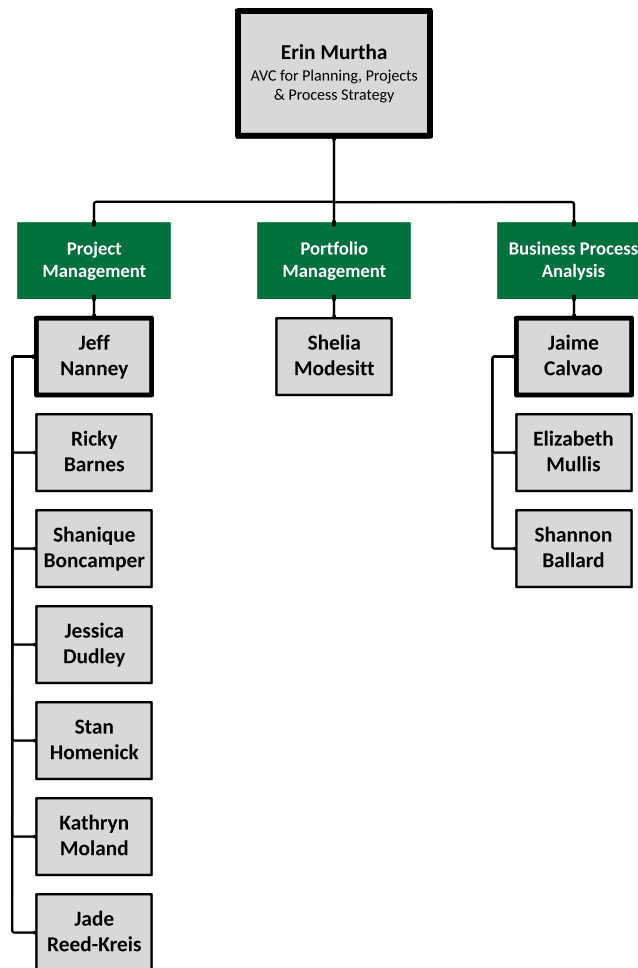 Erin Murtha
AVC for Planning, Projects
& Process Strategy
Project
Management
Jeff
Nanney
Ricky
Barnes
Shanique
Boncamper
Jessica
Dudley
Stan
Homenick
Kathryn
Moland
Jade
Reed-Kreis
Portfolio
Management
Shelia
Modesitt
Business Process
Analysis
Jaime
Calvao
Elizabeth
Mullis
Shannon
Ballard